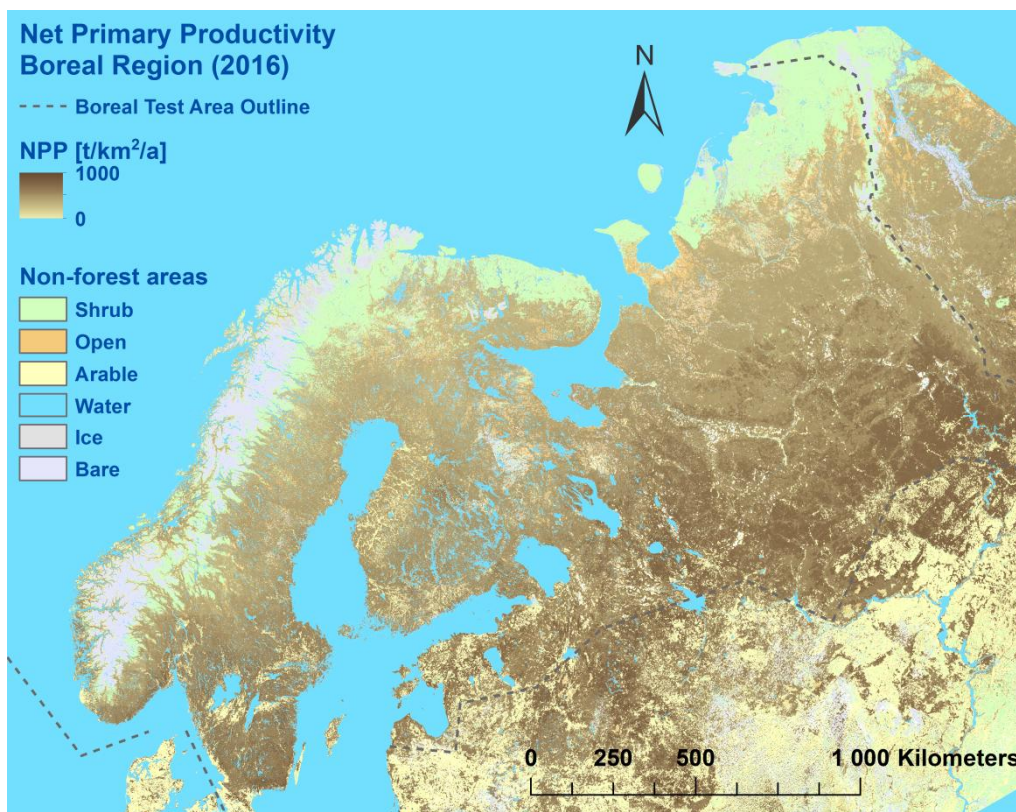 Net Primary Productivity
Boreal Region (2016)
Boreal Test Area Outline
NPP [t/km²/a]
1000
0
Non-forest areas
Shrub
Open
Arable
Water
Ice
Bare
N
0 250 500 1 000 Kilometers